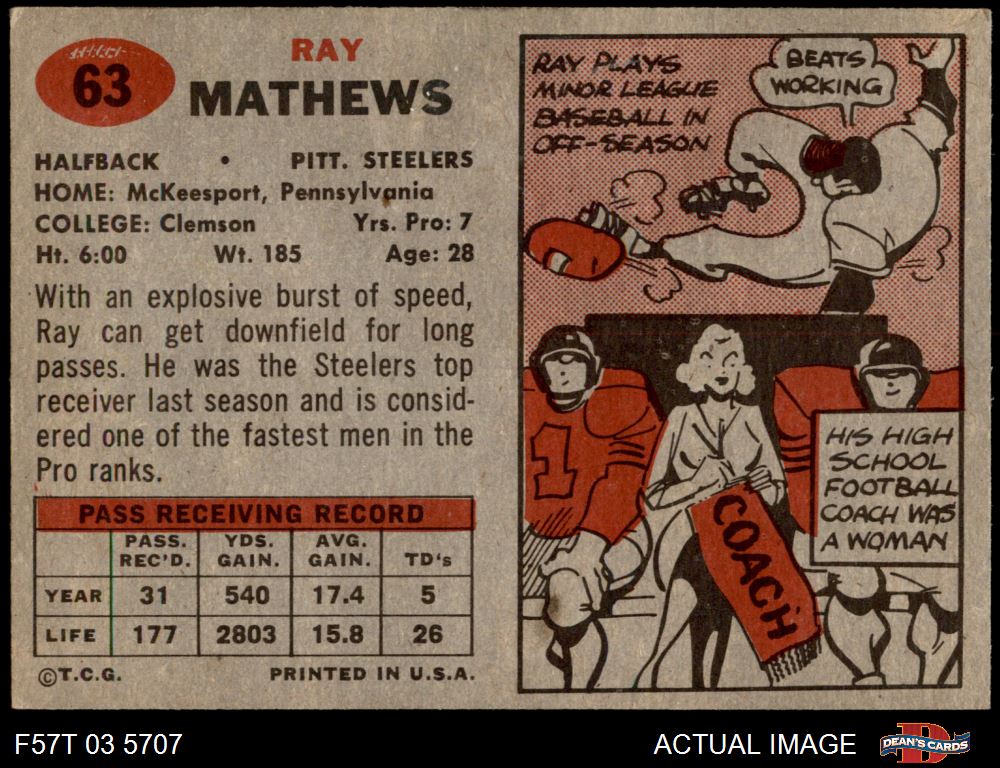 63
RAY
MATHEWS
HALFBACK • PITT. STEELERS
HOME: McKeesport, Pennsylvania
COLLEGE: Clemson Yrs. Pro: 7
Ht. 6:00 Wt. 185 Age: 28
With an explosive burst of speed,
Ray can get downfield for long
passes. He was the Steelers top
receiver last season and is consid-
ered one of the fastest men in the
Pro ranks.
PASS RECEIVING RECORD
PASS. REC'D. YDS. GAIN. AVG. GAIN. TD's
YEAR 31 540 17.4 5
LIFE 177 2803 15.8 26
©T.C.G. PRINTED IN U.S.A.
RAY PLAYS
MINOR LEAGUE
BASEBALL IN
OFF-SEASON
BEATS
WORKING
1
COACH
HIS HIGH
SCHOOL
FOOTBALL
COACH WAS
A WOMAN
F57T 03 5707
ACTUAL IMAGE
D
DEAN'S CARDS